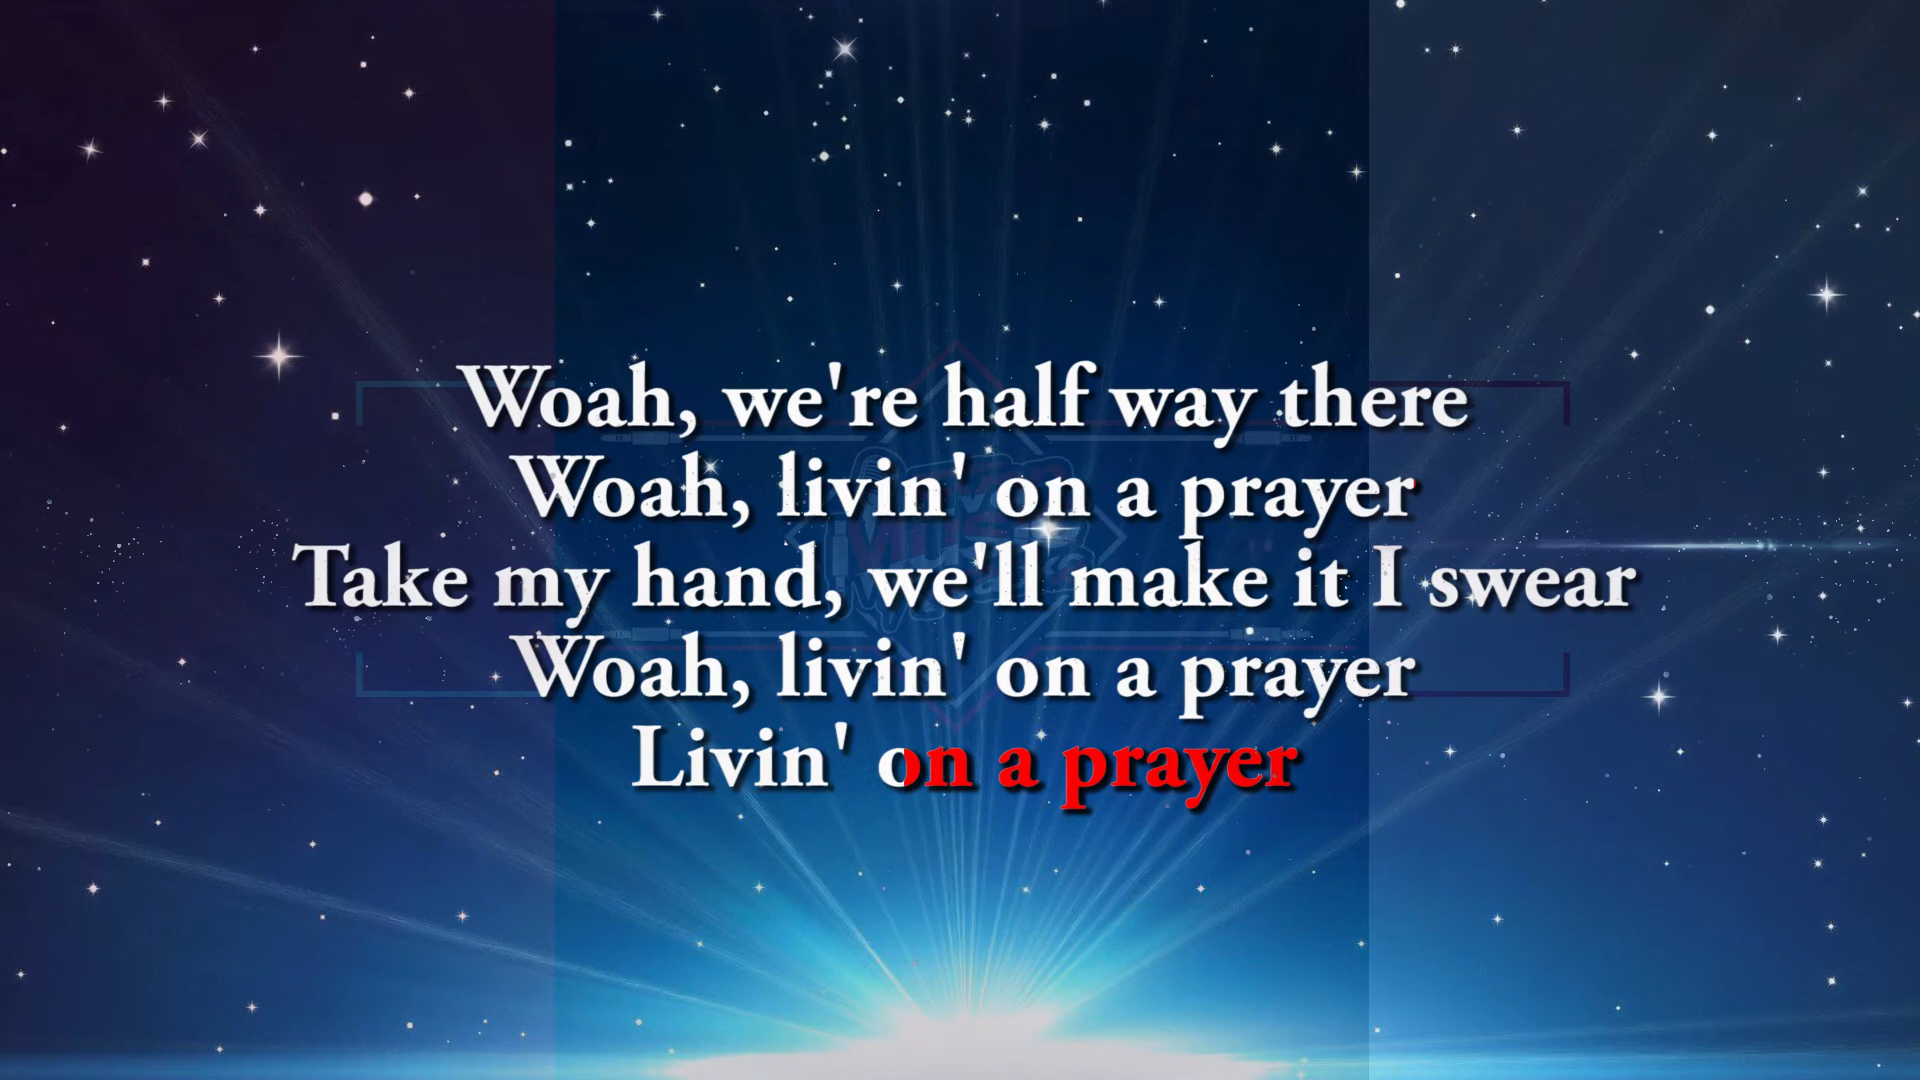 Woah, we're half way there
Woah, livin' on a prayer
Take my hand, we'll make it I swear
Woah, livin' on a prayer
Livin' on a prayer